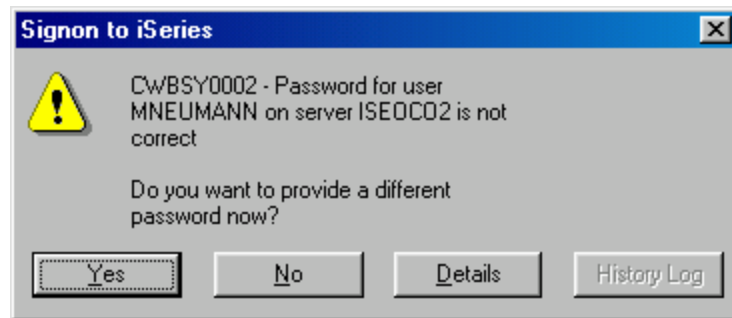 Signon to iSeries
CWBSY0002 - Password for user
MNEUMANN on server ISEOCO2 is not
correct
Do you want to provide a different
password now?
Yes No Details History Log